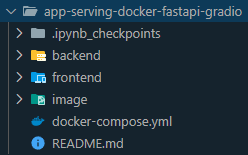 app-serving-docker-fastapi-gradio
.ipynb_checkpoints
backend
frontend
image
docker-compose.yml
README.md